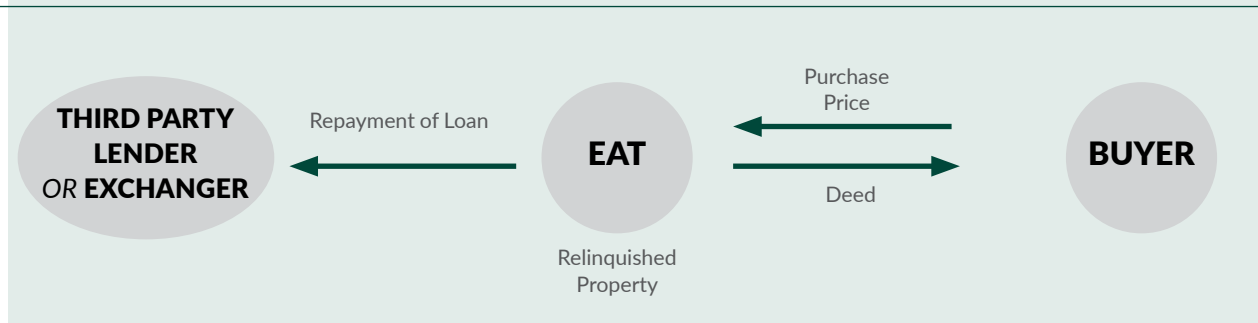 THIRD PARTY
LENDER
OR EXCHANGER
Repayment of Loan
EAT
Relinquished
Property
Purchase
Price
Deed
BUYER